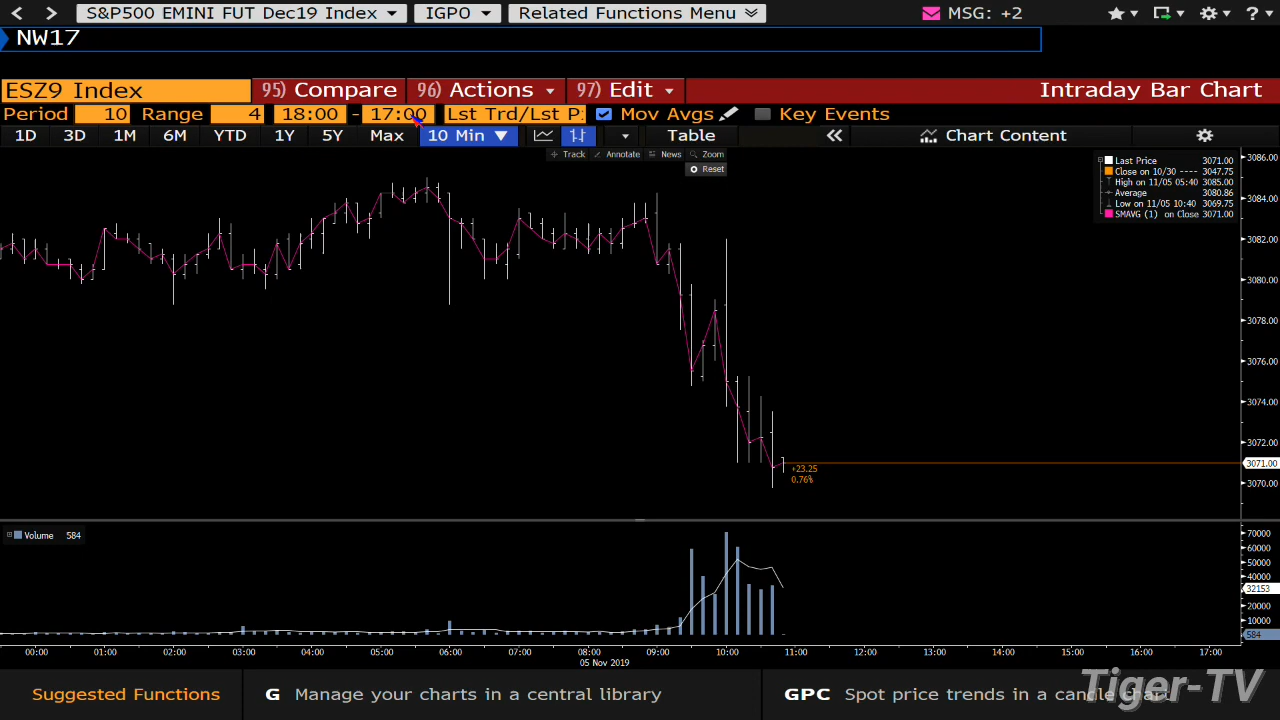 S&P500 EMINI FUT Dec19 Index IGPO Related Functions Menu MSG: +2 ?
NW17
ESZ9 Index 95) Compare 96) Actions 97) Edit Intraday Bar Chart
Period 10 Range 4 18:00 - 17:00 Lst Trd/Lst P: Mov Avgs Key Events
1D 3D 1M 6M YTD 1Y 5Y Max 10 Min ▼ Table « Chart Content
Track Annotate News Zoom
Reset
Last Price 3071.00
Close on 10/30 ---- 3047.75
High on 11/05 05:40 3085.00
Average 3080.86
Low on 11/05 10:40 3069.75
SMAVG (1) on Close 3071.00
3086.00
3084.00
3082.00
3080.00
3078.00
3076.00
3074.00
3072.00
3071.00
3070.00
+23.25
0.76%
Volume 584
70000
60000
50000
40000
32153
20000
10000
584
00:00 01:00 02:00 03:00 04:00 05:00 06:00 07:00 08:00 09:00 10:00 11:00 12:00 13:00 14:00 15:00 16:00 17:00
05 Nov 2019
Suggested Functions G Manage your charts in a central library GPC Spot price trends in a candle chart
Tiger-TV